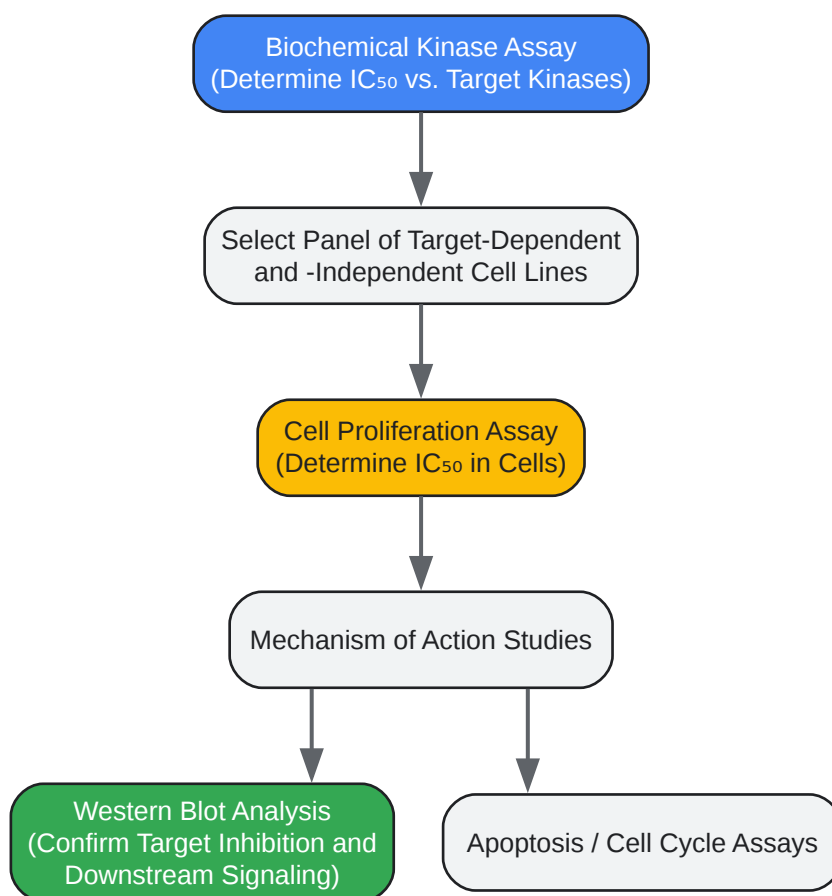 Biochemical Kinase Assay
(Determine IC₅₀ vs. Target Kinases)
Select Panel of Target-Dependent
and -Independent Cell Lines
Cell Proliferation Assay
(Determine IC₅₀ in Cells)
Mechanism of Action Studies
Western Blot Analysis
(Confirm Target Inhibition and
Downstream Signaling)
Apoptosis / Cell Cycle Assays